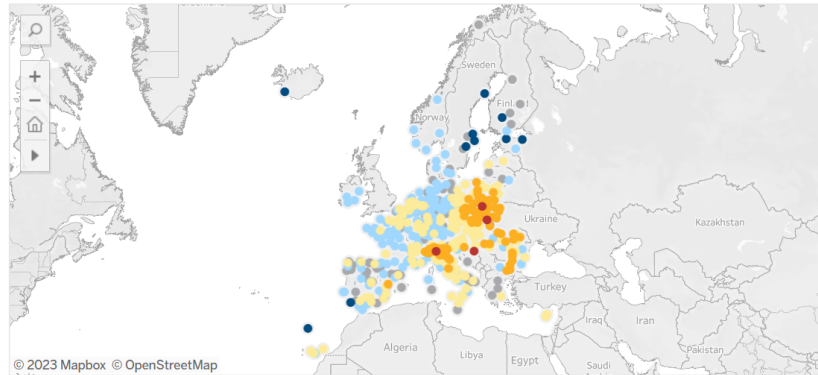 Sweden
Finl.
Norway
Ukraine
Kazakhstan
Turkey
Iraq
Iran
Algeria
Libya
Egypt
Saudi
Pakistan
© 2023 Mapbox © OpenStreetMap